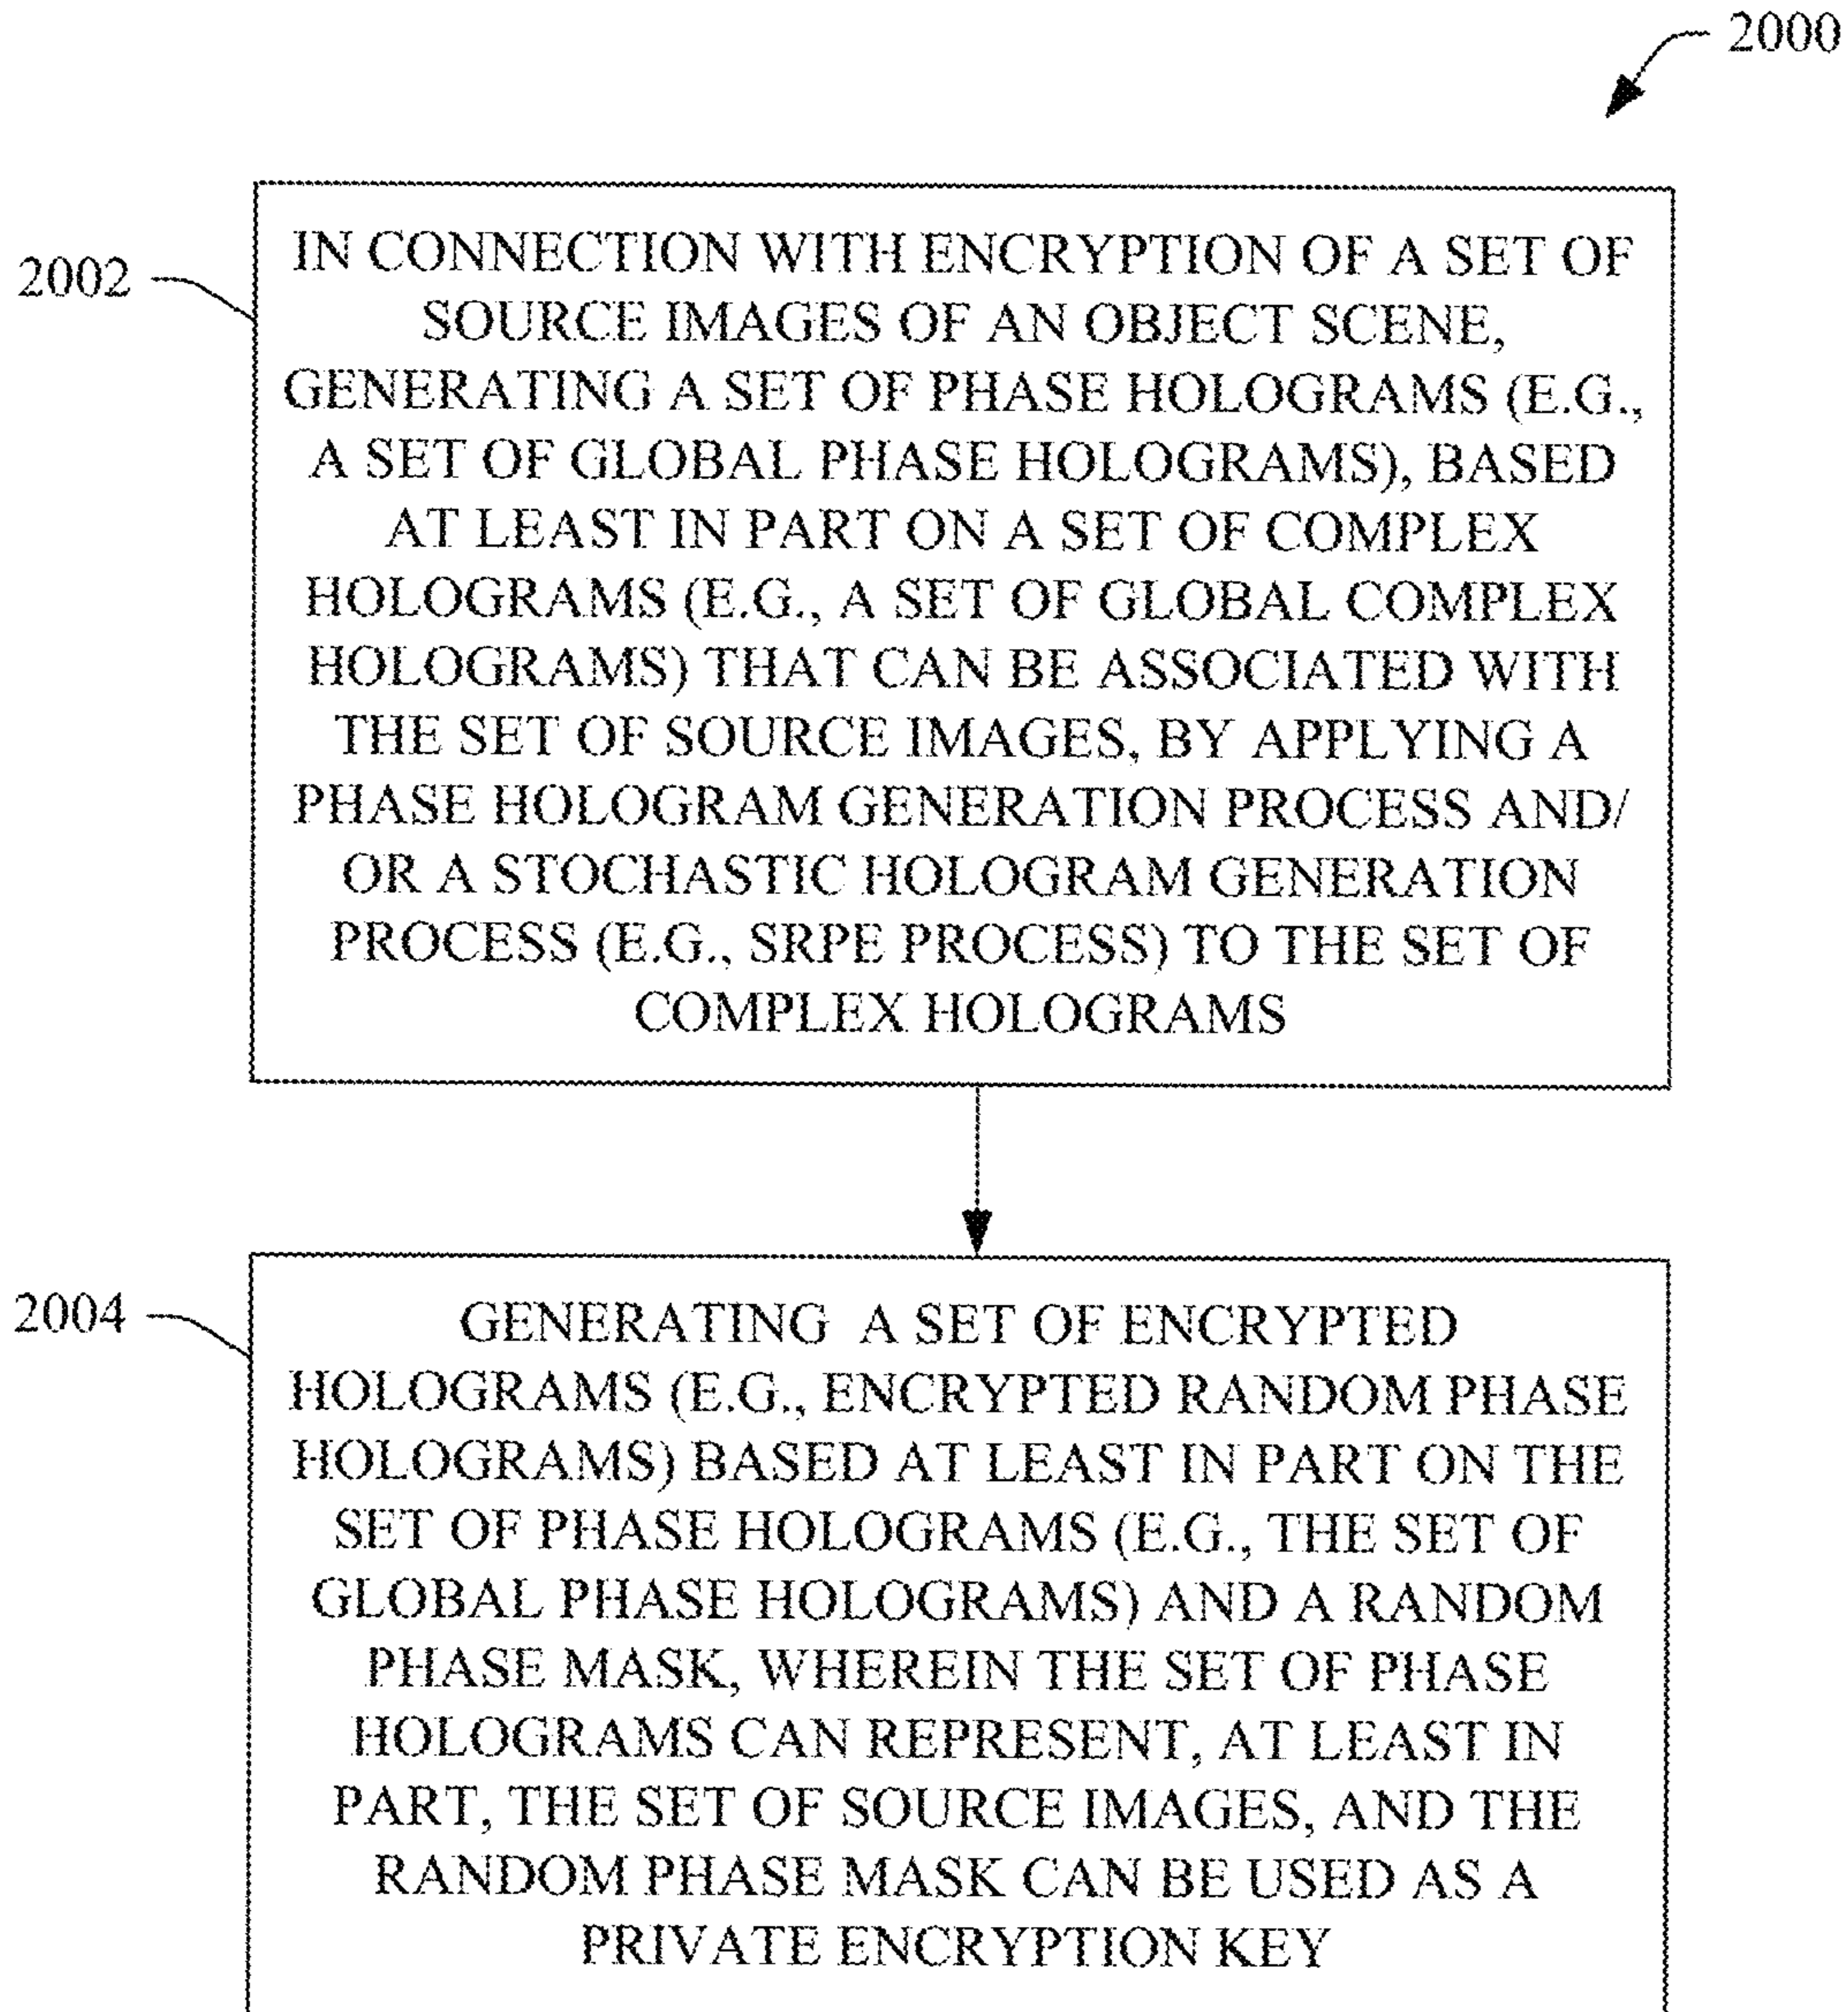 2000
2002
IN CONNECTION WITH ENCRYPTION OF A SET OF
SOURCE IMAGES OF AN OBJECT SCENE,
GENERATING A SET OF PHASE HOLOGRAMS (E.G.,
A SET OF GLOBAL PHASE HOLOGRAMS), BASED
AT LEAST IN PART ON A SET OF COMPLEX
HOLOGRAMS (E.G., A SET OF GLOBAL COMPLEX
HOLOGRAMS) THAT CAN BE ASSOCIATED WITH
THE SET OF SOURCE IMAGES, BY APPLYING A
PHASE HOLOGRAM GENERATION PROCESS AND/
OR A STOCHASTIC HOLOGRAM GENERATION
PROCESS (E.G., SRPE PROCESS) TO THE SET OF
COMPLEX HOLOGRAMS
2004
GENERATING A SET OF ENCRYPTED
HOLOGRAMS (E.G., ENCRYPTED RANDOM PHASE
HOLOGRAMS) BASED AT LEAST IN PART ON THE
SET OF PHASE HOLOGRAMS (E.G., THE SET OF
GLOBAL PHASE HOLOGRAMS) AND A RANDOM
PHASE MASK, WHEREIN THE SET OF PHASE
HOLOGRAMS CAN REPRESENT, AT LEAST IN
PART, THE SET OF SOURCE IMAGES, AND THE
RANDOM PHASE MASK CAN BE USED AS A
PRIVATE ENCRYPTION KEY